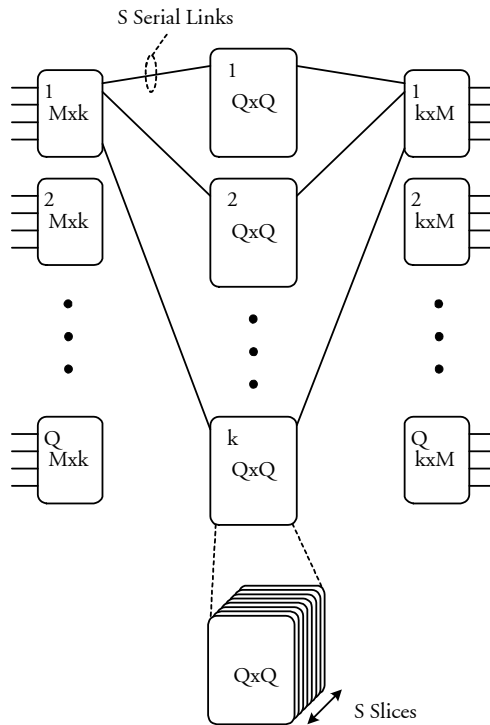 S Serial Links
1
Mxk
1
QxQ
1
kxM
2
Mxk
2
QxQ
2
kxM
Q
Mxk
k
QxQ
Q
kxM
QxQ
S Slices